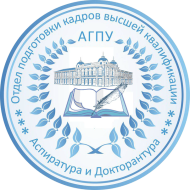 Отдел подготовки кадров высшей квалификации
АГПУ
Аспирантура и Докторантура